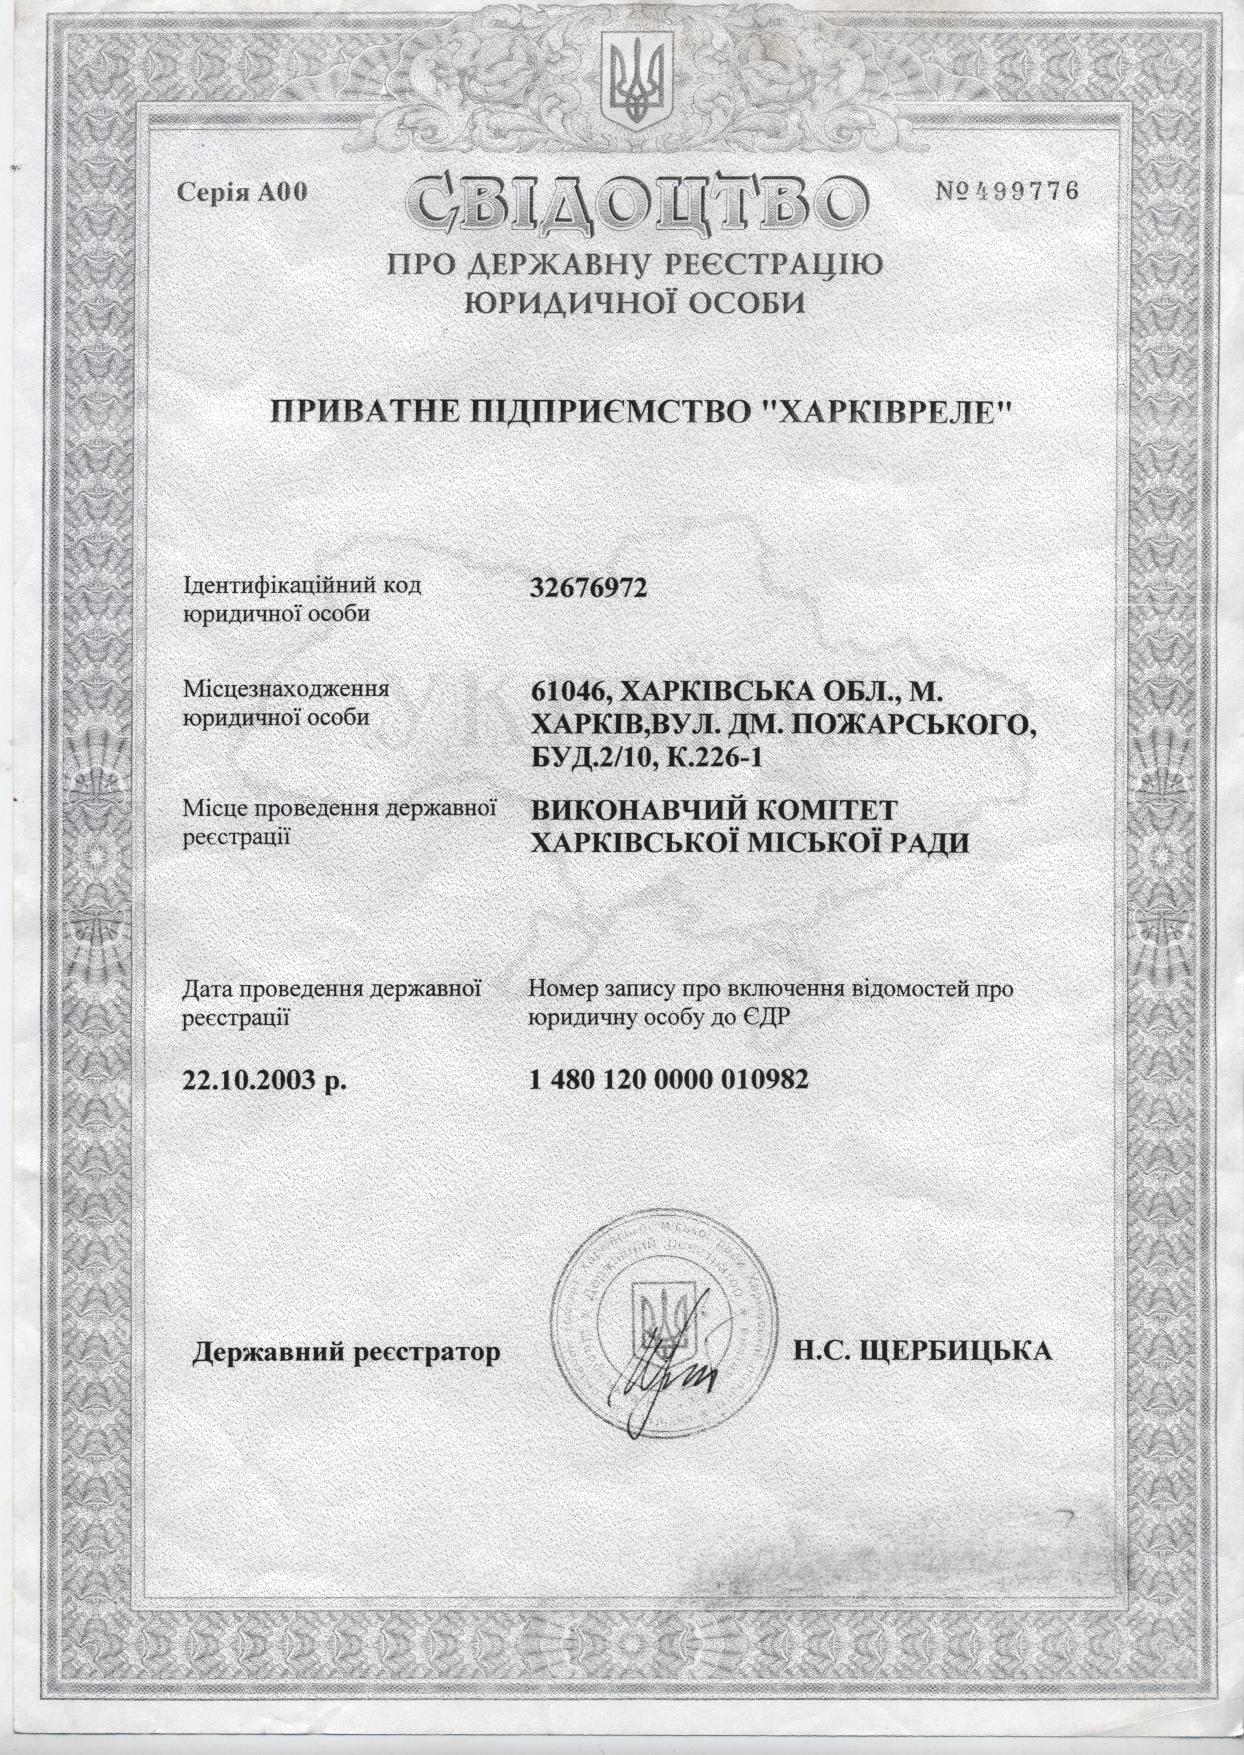 Серія А00
СВІДОЦТВО
№ 499776
ПРО ДЕРЖАВНУ РЕЄСТРАЦІЮ
ЮРИДИЧНОЇ ОСОБИ
ПРИВАТНЕ ПІДПРИЄМСТВО "ХАРКІВРЕЛЕ"
Ідентифікаційний код
юридичної особи
32676972
Місцезнаходження
юридичної особи
61046, ХАРКІВСЬКА ОБЛ., М.
ХАРКІВ,ВУЛ. ДМ. ПОЖАРСЬКОГО,
БУД.2/10, К.226-1
Місце проведення державної
реєстрації
ВИКОНАВЧИЙ КОМІТЕТ
ХАРКІВСЬКОЇ МІСЬКОЇ РАДИ
Дата проведення державної
реєстрації
22.10.2003 р.
Номер запису про включення відомостей про
юридичну особу до ЄДР
1 480 120 0000 010982
Державний реєстратор
Н.С. ЩЕРБИЦЬКА
Державний реєстратор